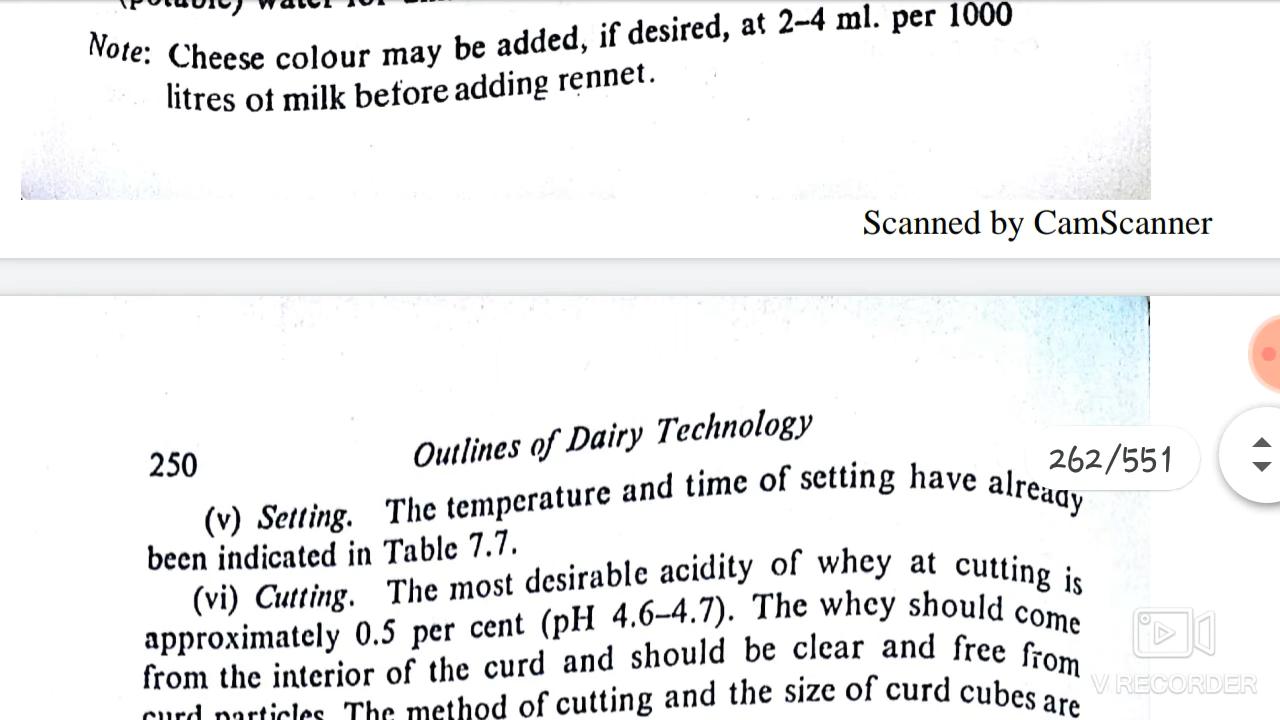 (potable) water for
Note: Cheese colour may be added, if desired, at 2–4 ml. per 1000
litres of milk before adding rennet.
Scanned by CamScanner
250
Outlines of Dairy Technology
262/551
(v) Setting. The temperature and time of setting have already
been indicated in Table 7.7.
(vi) Cutting. The most desirable acidity of whey at cutting is
approximately 0.5 per cent (pH 4.6–4.7). The whey should come
from the interior of the curd and should be clear and free from
curd particles. The method of cutting and the size of curd cubes are
V RECORDER